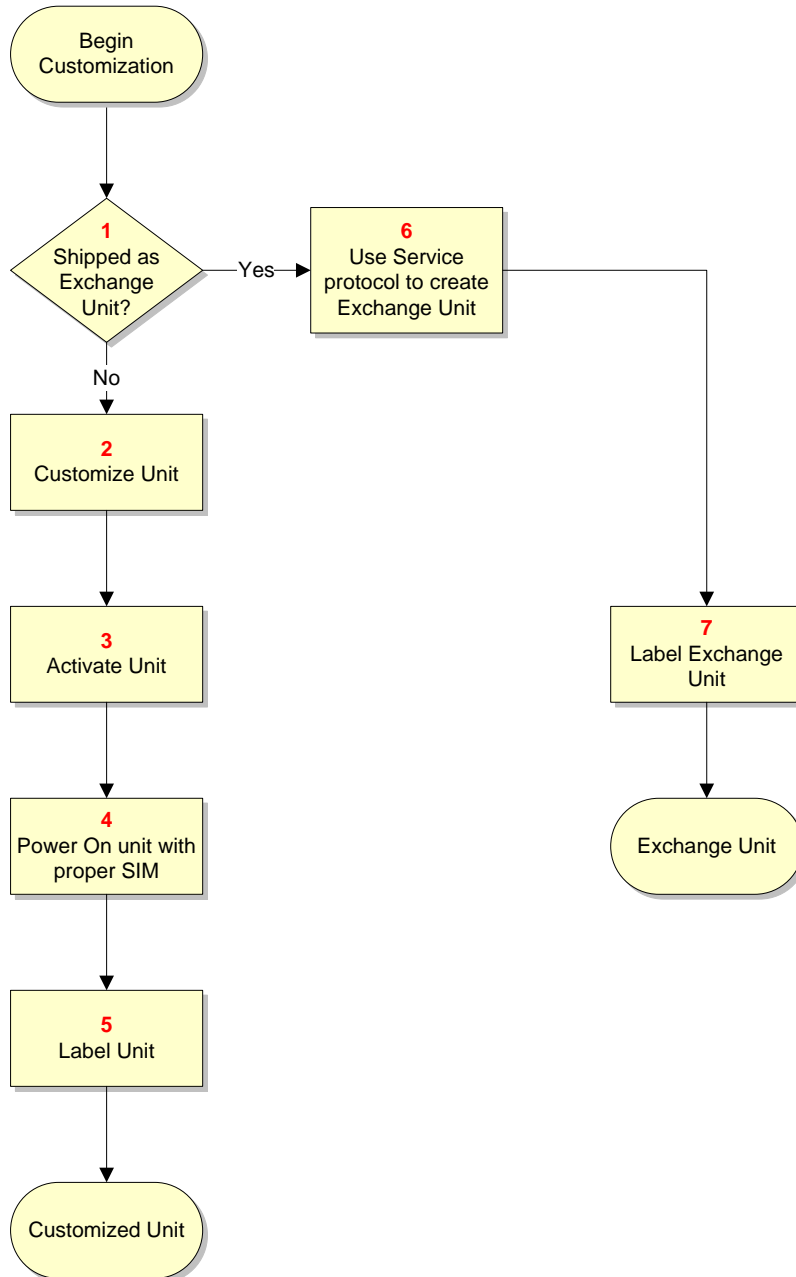 Begin
Customization
1
Shipped as
Exchange
Unit?
Yes
6
Use Service
protocol to create
Exchange Unit
No
2
Customize Unit
3
Activate Unit
7
Label Exchange
Unit
4
Power On unit with
proper SIM
Exchange Unit
5
Label Unit
Customized Unit